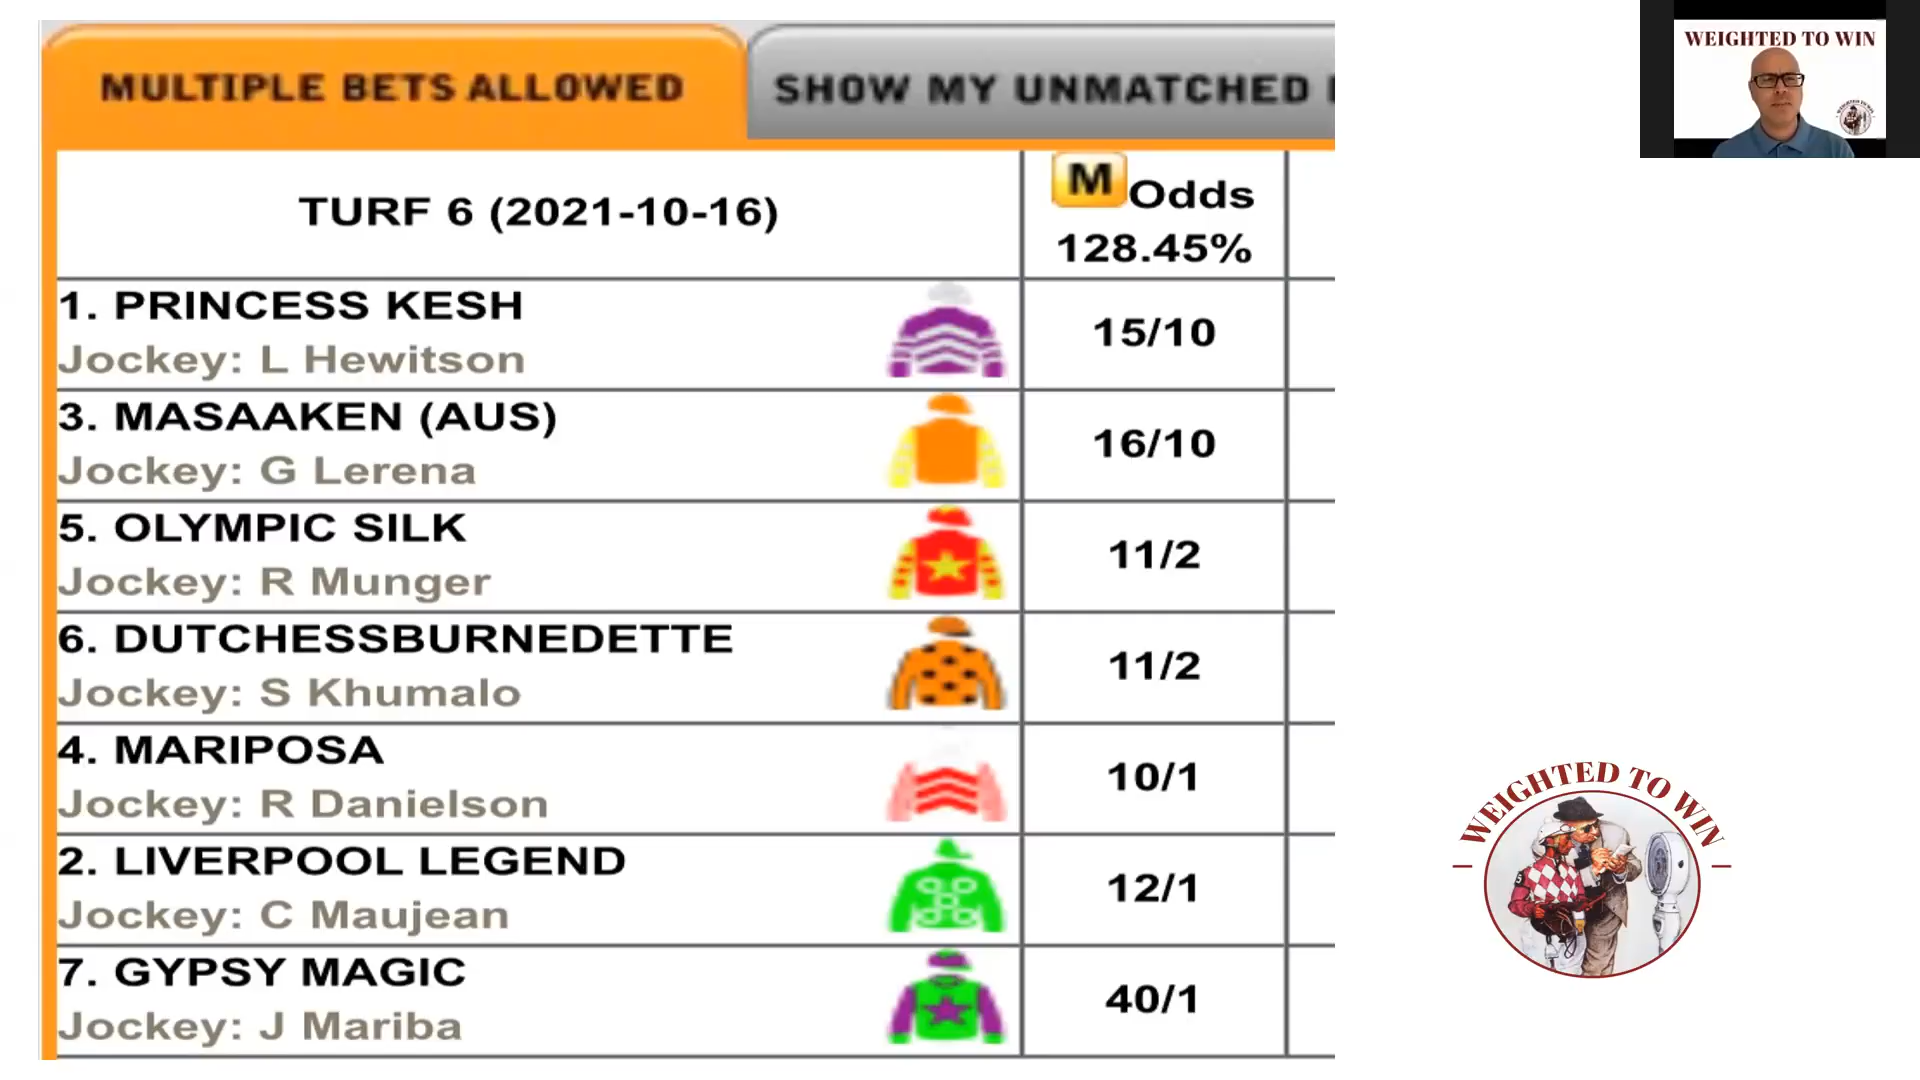 MULTIPLE BETS ALLOWED
SHOW MY UNMATCHED
TURF 6 (2021-10-16)
M Odds
128.45%
1. PRINCESS KESH
Jockey: L Hewitson
15/10
3. MASAAKEN (AUS)
Jockey: G Lerena
16/10
5. OLYMPIC SILK
Jockey: R Munger
11/2
6. DUTCHESSBURNEDETTE
Jockey: S Khumalo
11/2
4. MARIPOSA
Jockey: R Danielson
10/1
2. LIVERPOOL LEGEND
Jockey: C Maujean
12/1
7. GYPSY MAGIC
Jockey: J Mariba
40/1
WEIGHTED TO WIN
WEIGHTED TO WIN